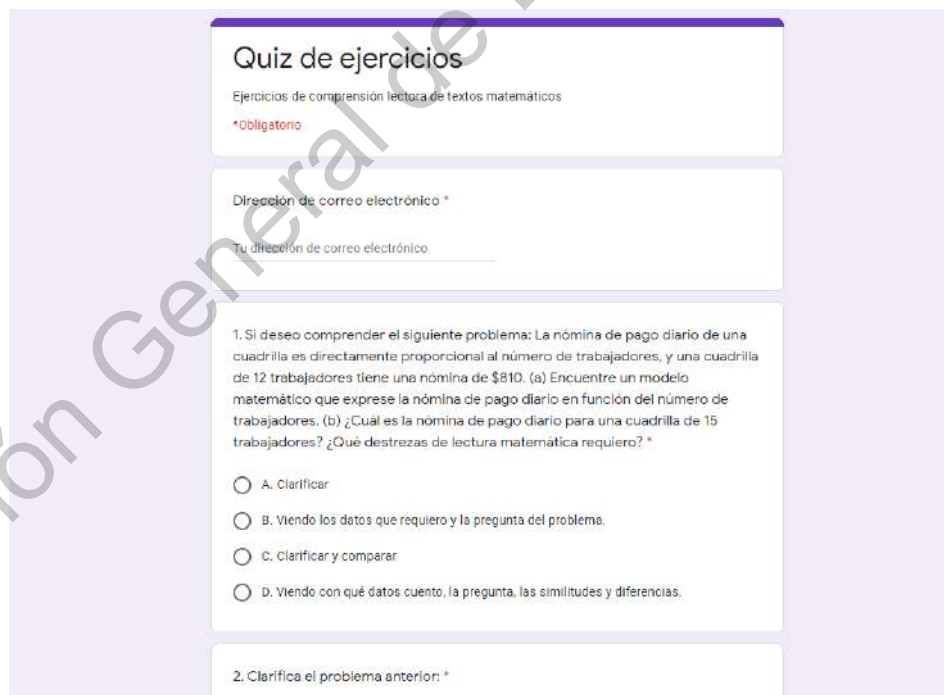 Quiz de ejercicios
Ejercicios de comprensión lectora de textos matemáticos
*Obligatorio
Dirección de correo electrónico *
Tu dirección de correo electrónico
1. Si deseo comprender el siguiente problema: La nómina de pago diario de una
cuadrilla es directamente proporcional al número de trabajadores, y una cuadrilla
de 12 trabajadores tiene una nómina de $810. (a) Encuentre un modelo
matemático que exprese la nómina de pago diario en función del número de
trabajadores. (b) ¿Cuál es la nómina de pago diario para una cuadrilla de 15
trabajadores? ¿Qué destrezas de lectura matemática requiero? *
A. Clarificar
B. Viendo los datos que requiero y la pregunta del problema.
C. Clarificar y comparar
D. Viendo con qué datos cuento, la pregunta, las similitudes y diferencias.
2. Clarifica el problema anterior: *
ón General de